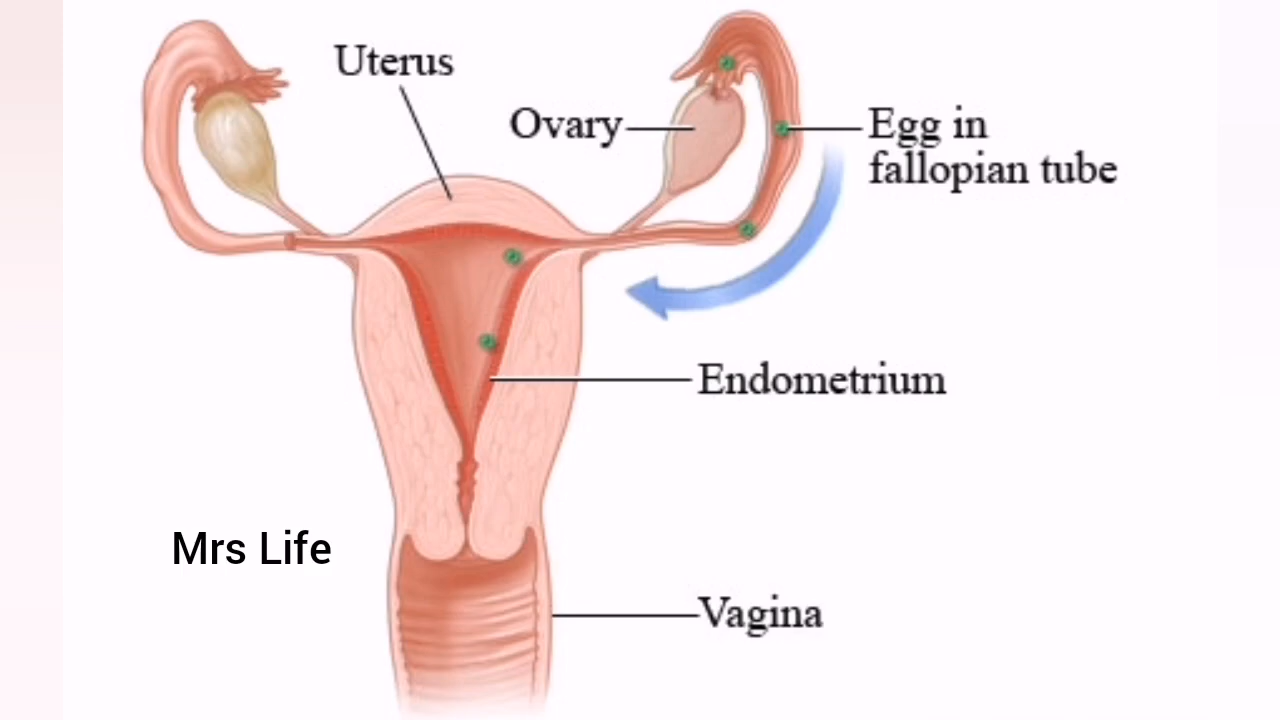 Uterus
Ovary
Egg in
fallopian tube
Endometrium
Mrs Life
Vagina